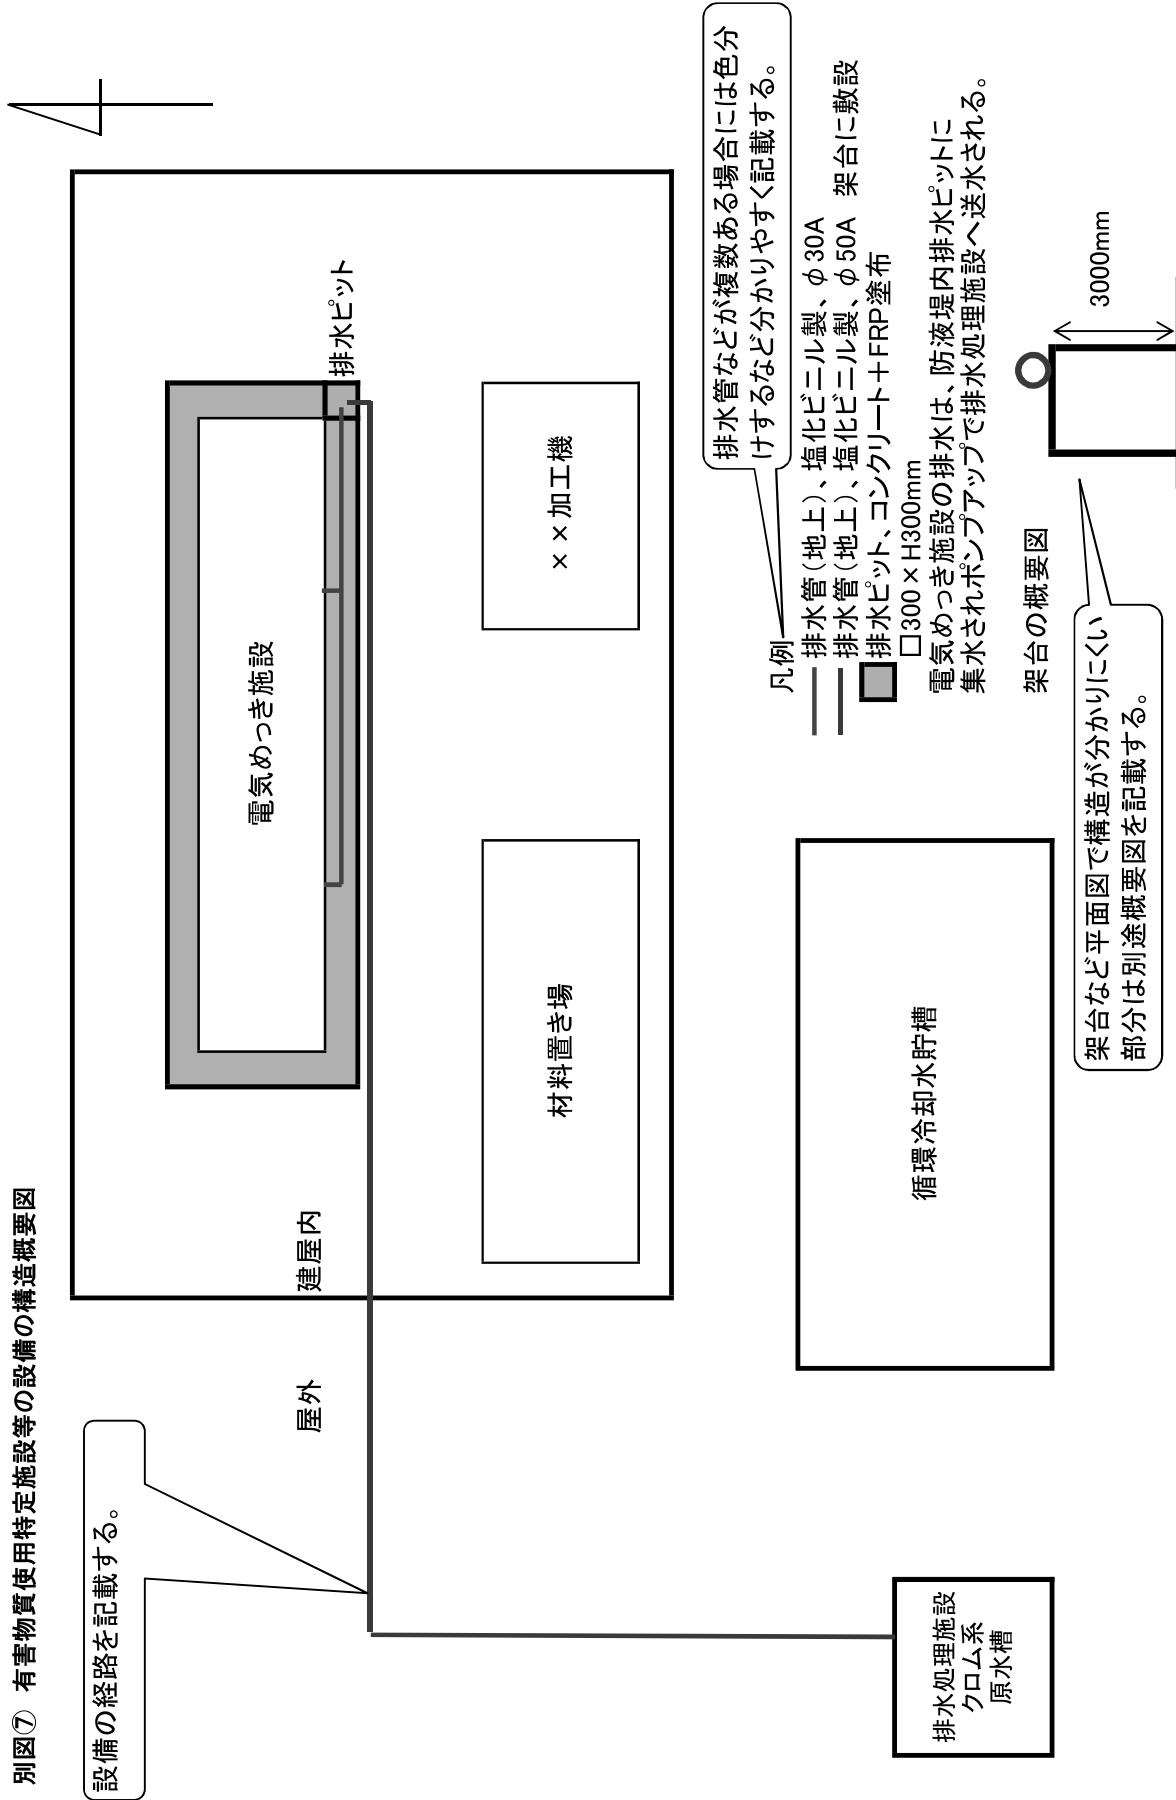 別図⑦ 有害物質使用特定施設等の設備の構造概要図
設備の経路を記載する。
屋外
建屋内
電気めっき施設
排水ピット
材料置き場
××加工機
排水管などが複数ある場合には色分
けするなど分かりやすく記載する。
凡例
排水管（地上）、塩化ビニル製、φ30A
排水管（地上）、塩化ビニル製、φ50A 架台に敷設
排水ピット、コンクリート＋FRP塗布
□300×H300mm
電気めっき施設の排水は、防液堤内排水ピットに
集水されポンプアップで排水処理施設へ送水される。
排水処理施設
クロム系
原水槽
循環冷却水貯槽
架台の概要図
3000mm
架台など平面図で構造が分かりにくい
部分は別途概要図を記載する。